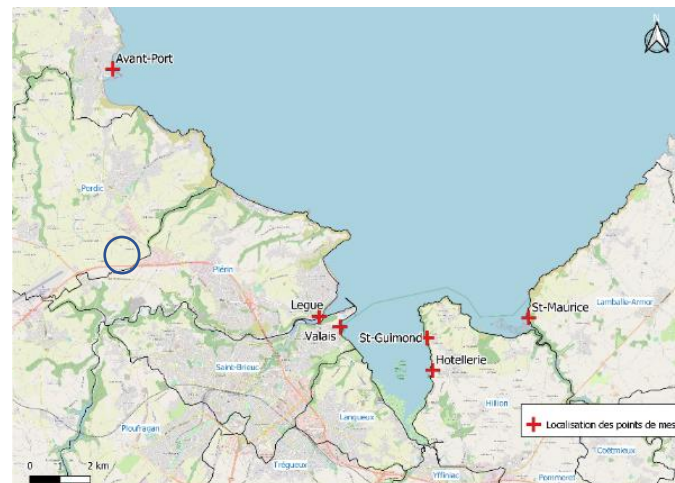 N
Avant-Port
Pordic
Plérin
Legue
Valais
St-Guimond
St-Maurice
Lamballe-Armor
Hotellerie
Saint-Brieuc
Hillion
Langueux
Localisation des points de mes
Ploufragan
Coëtmieux
Trégueux
Yffiniac
Pommeret
0 1 2 km